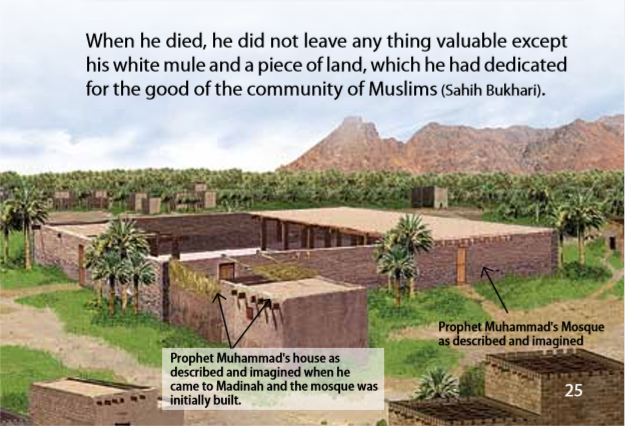 When he died, he did not leave any thing valuable except
his white mule and a piece of land, which he had dedicated
for the good of the community of Muslims (Sahih Bukhari).
Prophet Muhammad's Mosque
as described and imagined
Prophet Muhammad's house as
described and imagined when he
came to Madinah and the mosque was
initially built.
25